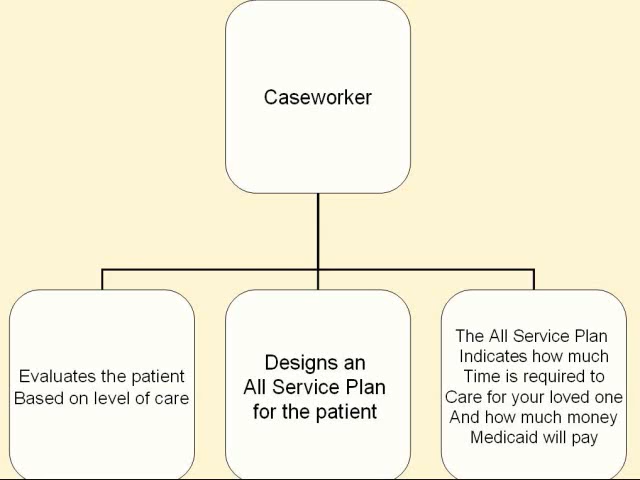 Caseworker
Evaluates the patient
Based on level of care
Designs an
All Service Plan
for the patient
The All Service Plan
Indicates how much
Time is required to
Care for your loved one
And how much money
Medicaid will pay